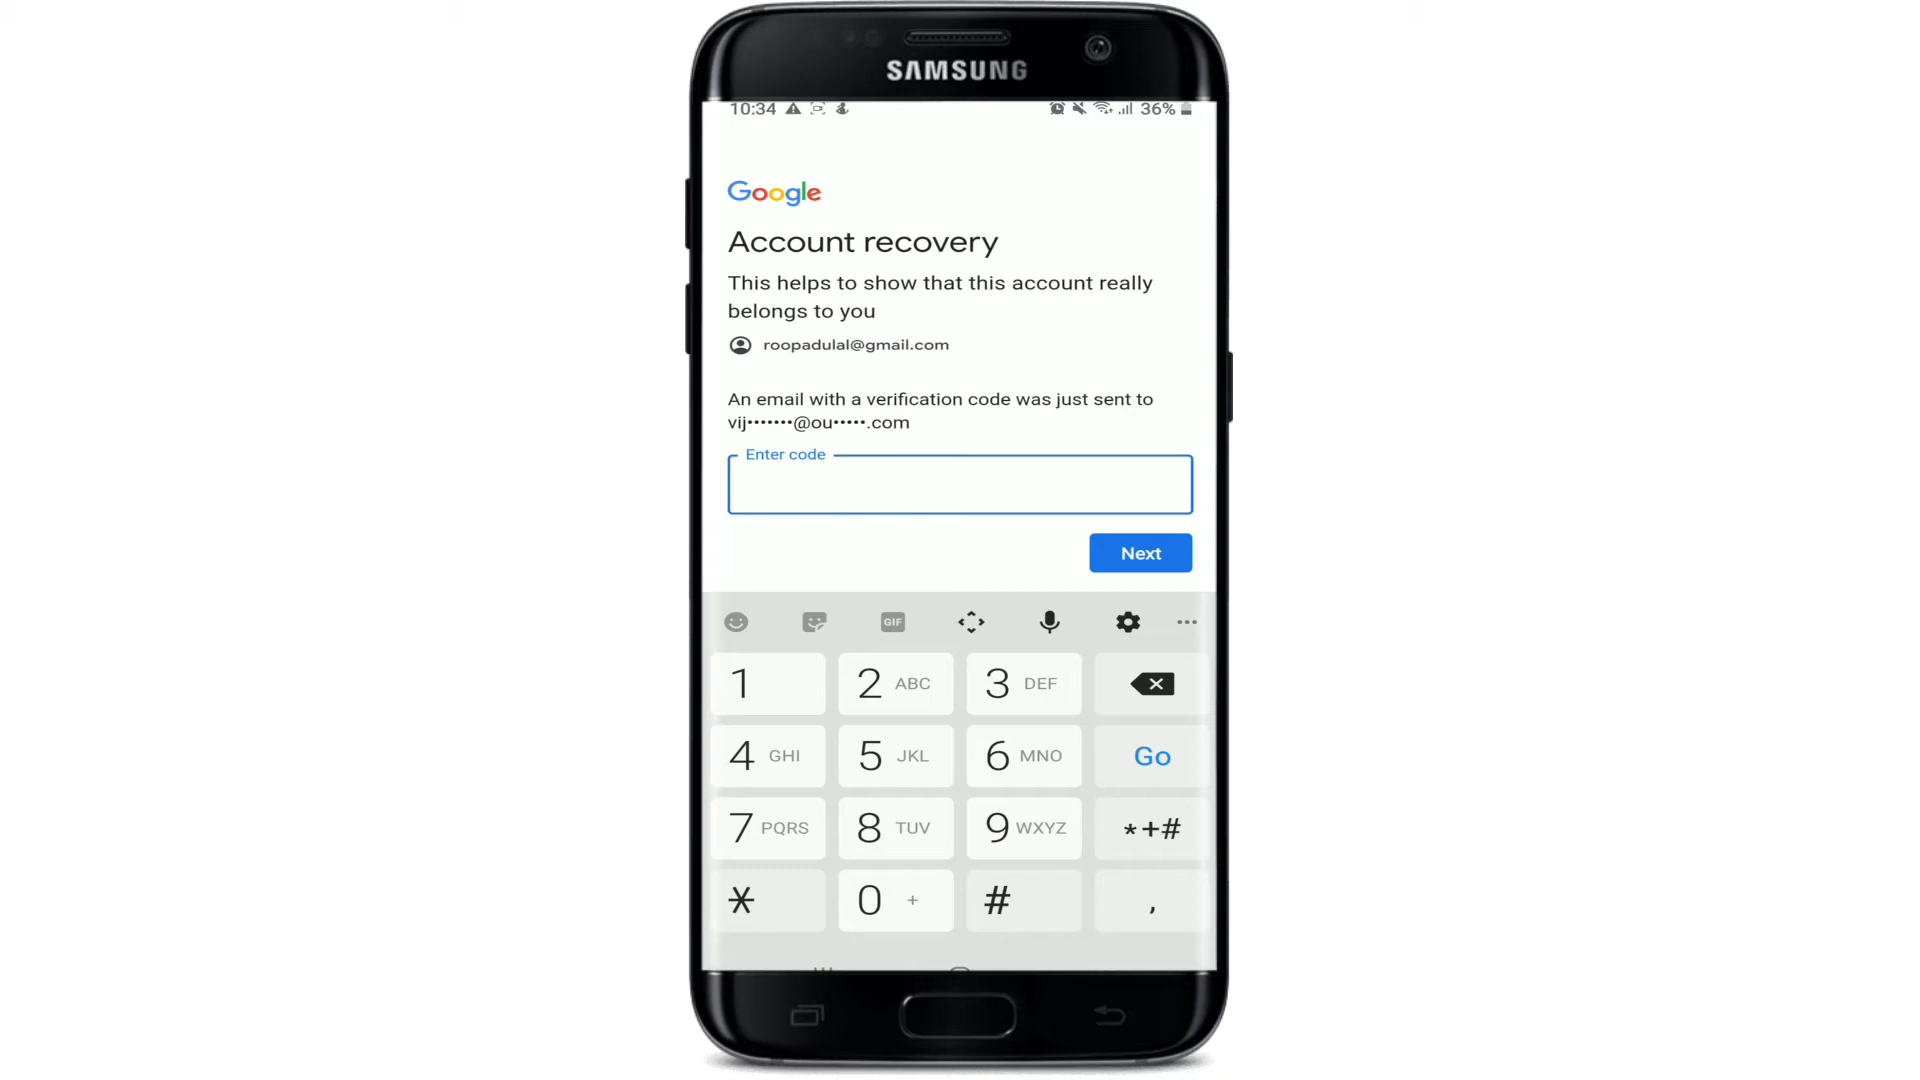 SAMSUNG
10:34 36%
Google
Account recovery
This helps to show that this account really
belongs to you
roopadulal@gmail.com
An email with a verification code was just sent to
vij•••••••@ou•••••.com
Enter code
Next
GIF
1 2 ABC 3 DEF
4 GHI 5 JKL 6 MNO Go
7 PQRS 8 TUV 9 WXYZ *+#
* 0 + # ,